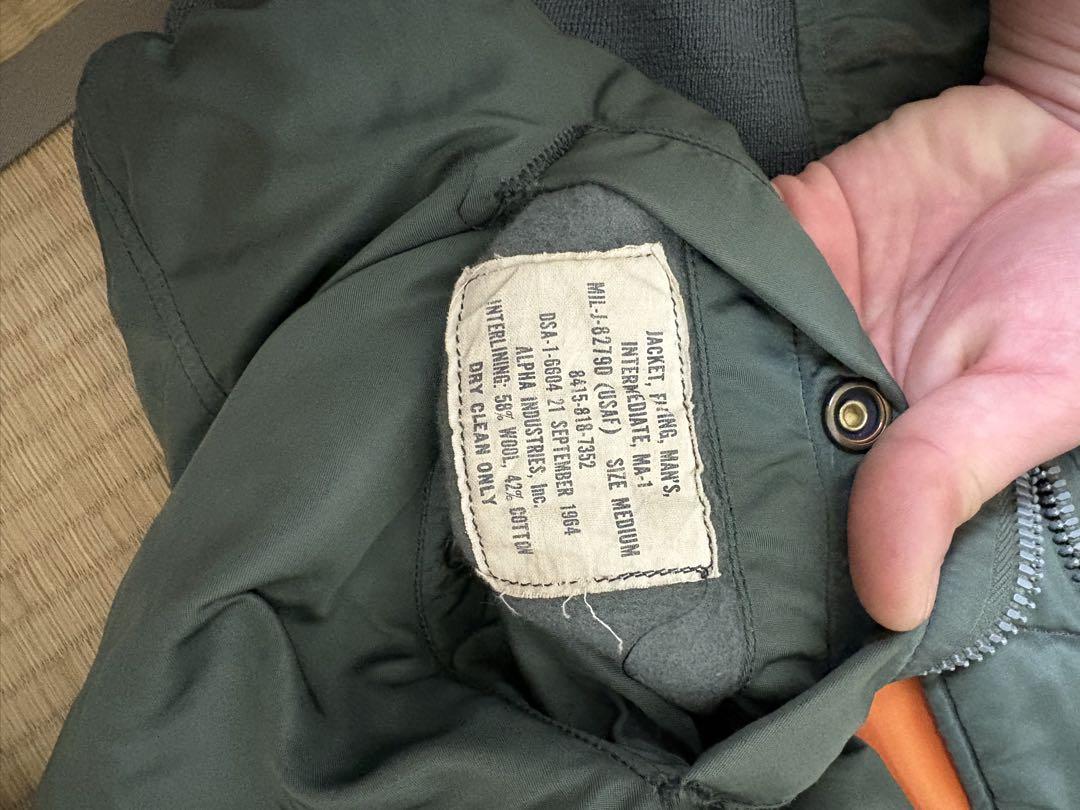 JACKET, FLYING, MAN'S,
INTERMEDIATE, MA-1
MIL-J-8279D (USAF) SIZE MEDIUM
8415-818-7352
DSA-1-6604 21 SEPTEMBER 1964
ALPHA INDUSTRIES, Inc.
INTERLINING: 58% WOOL, 42% COTTON
DRY CLEAN ONLY